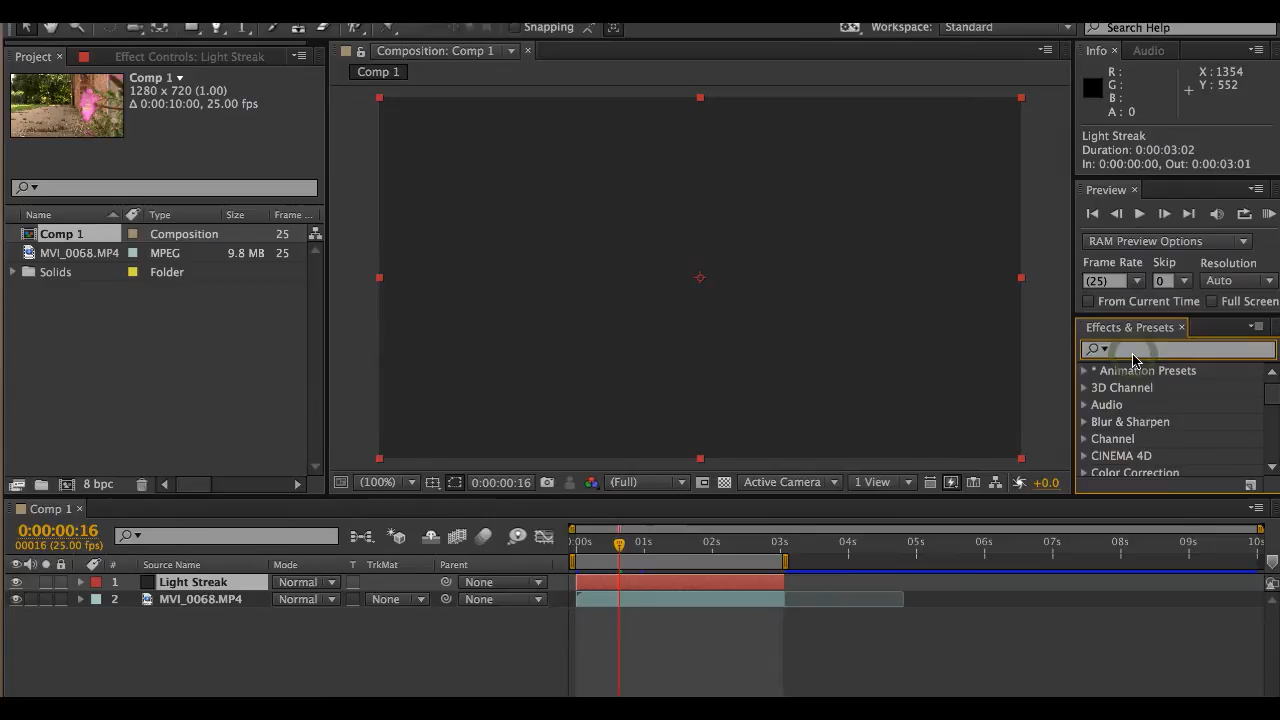 Snapping
Workspace: Standard
Search Help
Project
Effect Controls: Light Streak
Composition: Comp 1
Info
Audio
Comp 1
1280 x 720 (1.00)
Δ 0:00:10:00, 25.00 fps
Comp 1
R :
G :
B :
A : 0
X : 1354
Y : 552
Light Streak
Duration: 0:00:03:02
In: 0:00:00:00, Out: 0:00:03:01
Preview
RAM Preview Options
Frame Rate Skip Resolution
(25) 0 Auto
From Current Time Full Screen
Name Type Size Frame ...
Comp 1 Composition 25
MVI_0068.MP4 MPEG 9.8 MB 25
Solids Folder
Effects & Presets
* Animation Presets
3D Channel
Audio
Blur & Sharpen
Channel
CINEMA 4D
Color Correction
8 bpc
(100%) 0:00:00:16 (Full) Active Camera 1 View +0.0
Comp 1
0:00:00:16
00016 (25.00 fps)
:00s 01s 02s 03s 04s 05s 06s 07s 08s 09s 10s
# Source Name Mode T TrkMat Parent
1 Light Streak Normal None
2 MVI_0068.MP4 Normal None None